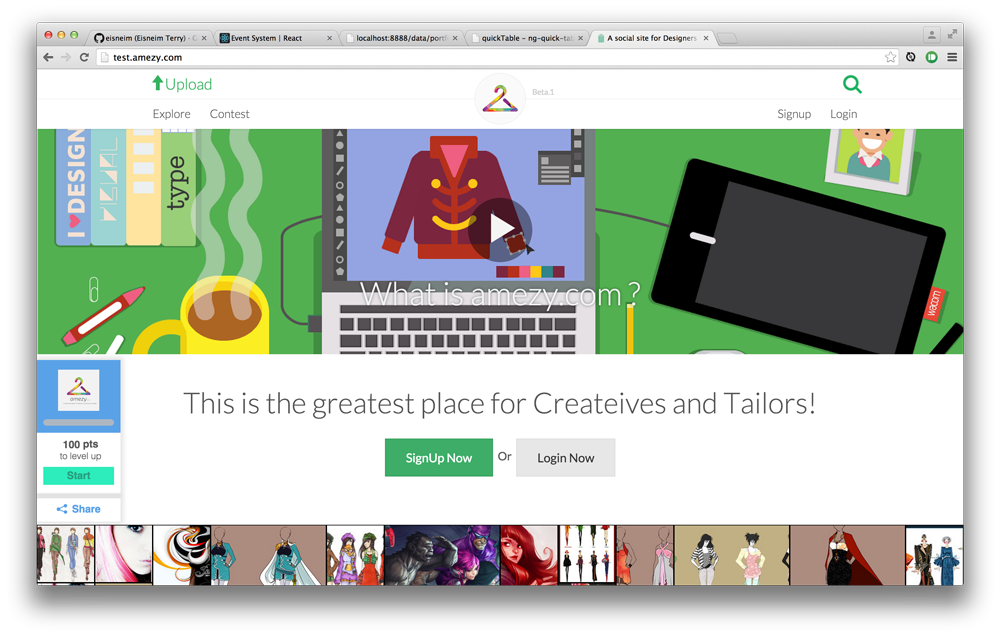 eisneim (Eisneim Terry) - G
Event System | React
localhost:8888/data/portf
quickTable – ng-quick-tab
A social site for Designers
test.amezy.com
Upload
Beta.1
Explore
Contest
Signup
Login
I DESIGN
VISUAL
type
wacom
What is amezy.com ?
amezy
This is the greatest place for Createives and Tailors!
SignUp Now
Or
Login Now
100 pts
to level up
Start
Share